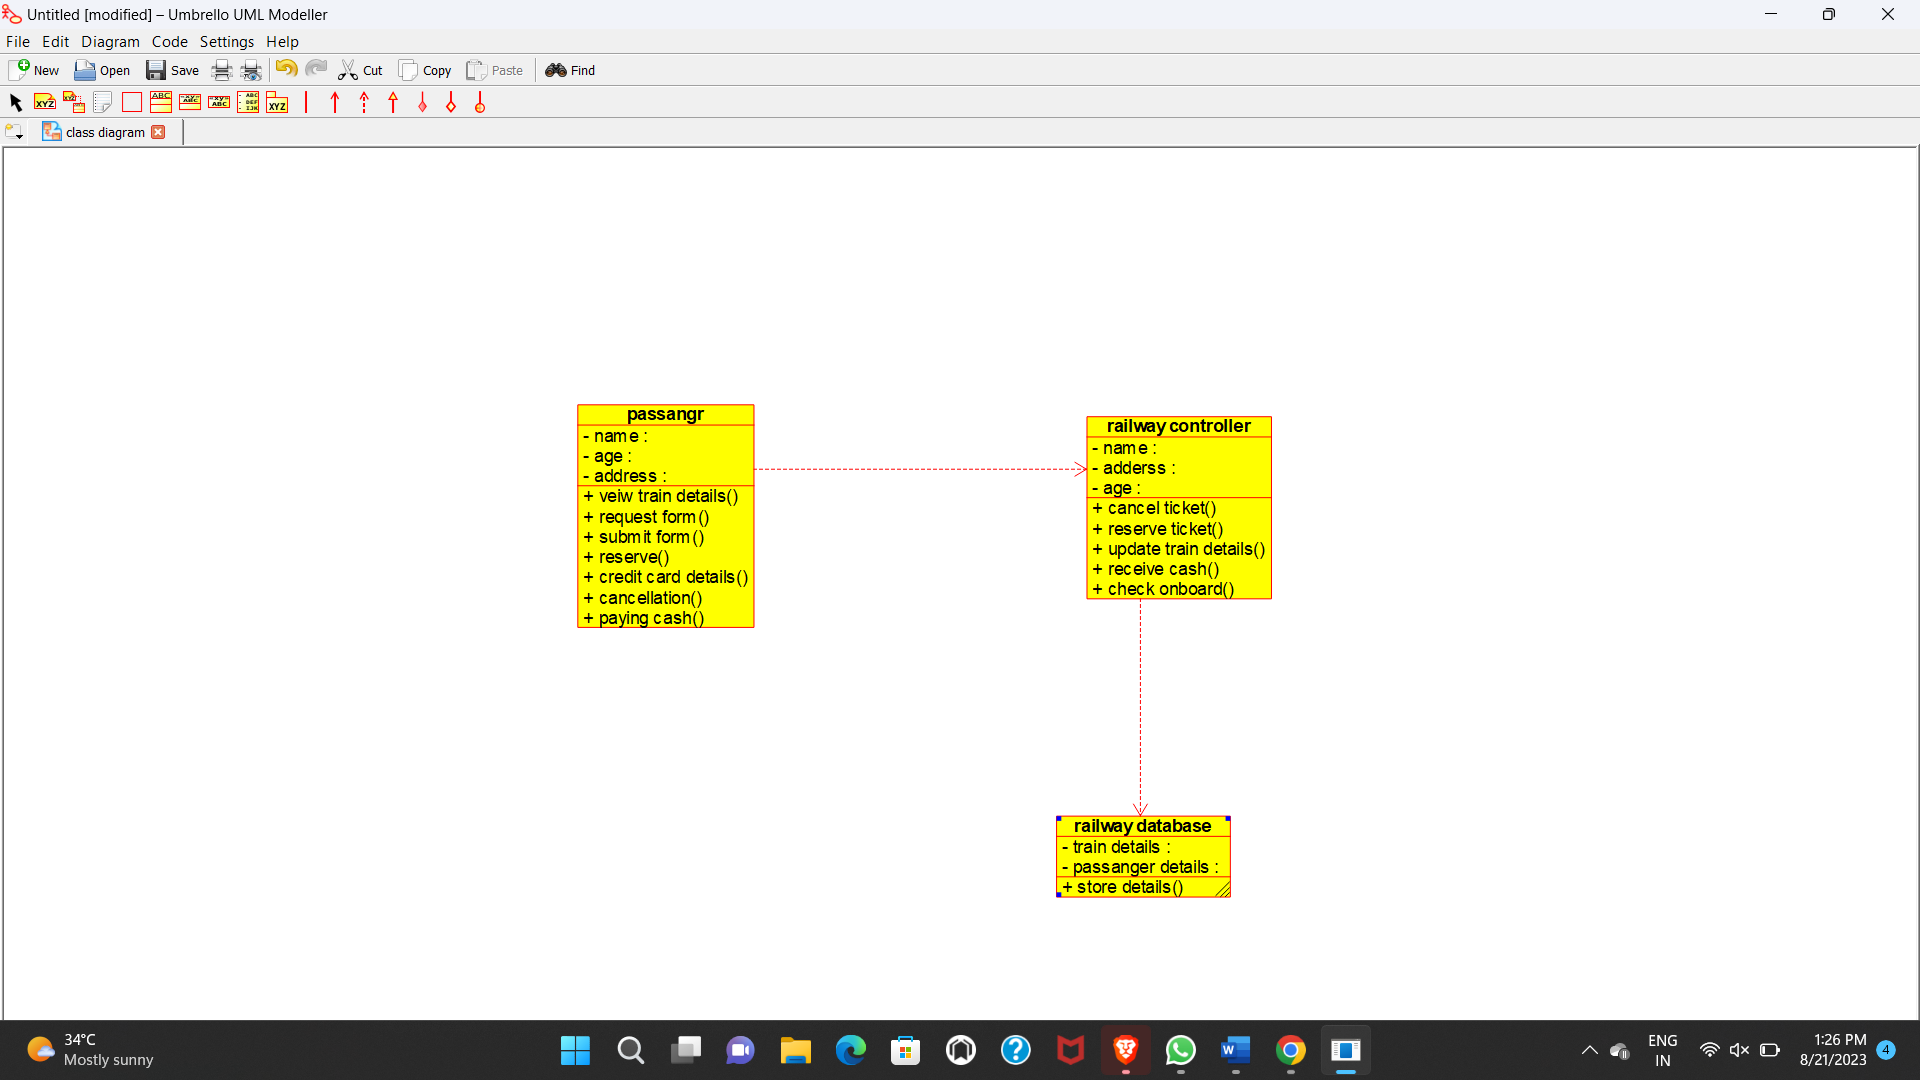 Untitled [modified] – Umbrello UML Modeller
File Edit Diagram Code Settings Help
New Open Save Cut Copy Paste Find
class diagram
passangr
- name :
- age :
- address :
+ veiw train details()
+ request form()
+ submit form()
+ reserve()
+ credit card details()
+ cancellation()
+ paying cash()
railway controller
- name :
- adderss :
- age :
+ cancel ticket()
+ reserve ticket()
+ update train details()
+ receive cash()
+ check onboard()
railway database
- train details :
- passanger details :
+ store details()
34°C
Mostly sunny
ENG
IN
1:26 PM
8/21/2023
4